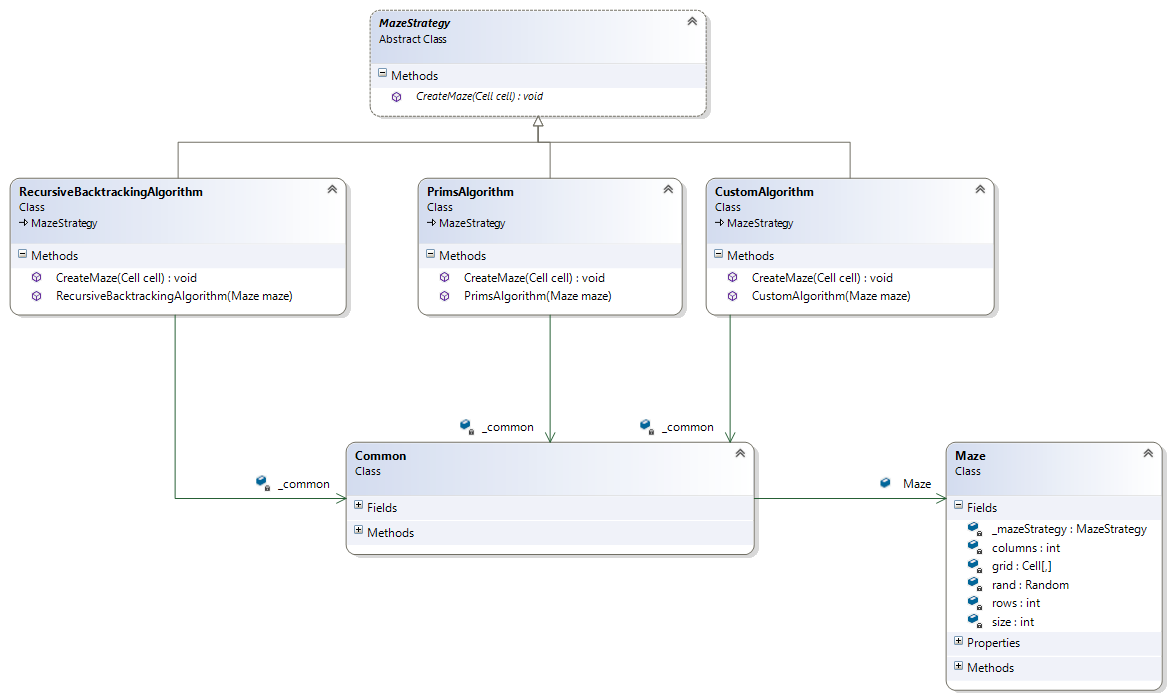 MazeStrategy
Abstract Class
Methods
CreateMaze(Cell cell) : void
RecursiveBacktrackingAlgorithm
Class
MazeStrategy
Methods
CreateMaze(Cell cell) : void
RecursiveBacktrackingAlgorithm(Maze maze)
PrimsAlgorithm
Class
MazeStrategy
Methods
CreateMaze(Cell cell) : void
PrimsAlgorithm(Maze maze)
CustomAlgorithm
Class
MazeStrategy
Methods
CreateMaze(Cell cell) : void
CustomAlgorithm(Maze maze)
_common
_common
_common
Common
Class
Fields
Methods
Maze
Maze
Class
Fields
_mazeStrategy : MazeStrategy
columns : int
grid : Cell[,]
rand : Random
rows : int
size : int
Properties
Methods